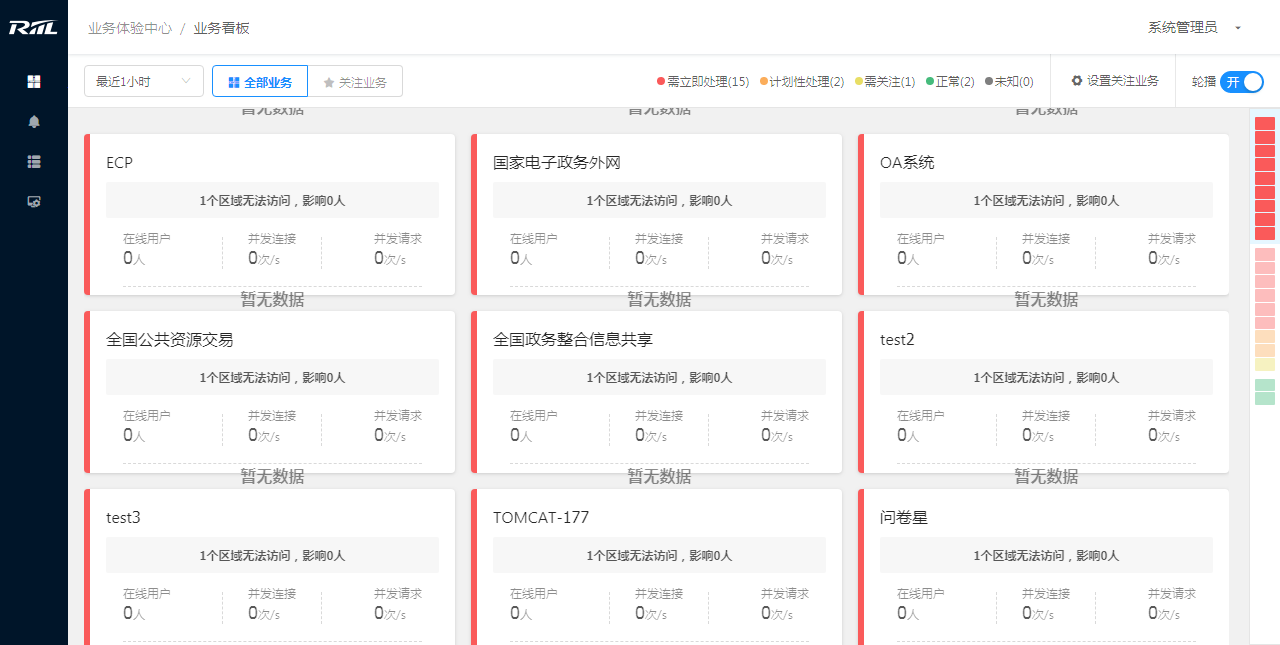 RIIL
业务体验中心 / 业务看板
系统管理员
最近1小时
全部业务
关注业务
需立即处理(15) 计划性处理(2) 需关注(1) 正常(2) 未知(0)
设置关注业务
轮播 开
暂无数据 暂无数据 暂无数据
ECP 国家电子政务外网 OA系统
1个区域无法访问，影响0人 1个区域无法访问，影响0人 1个区域无法访问，影响0人
在线用户 并发连接 并发请求 在线用户 并发连接 并发请求 在线用户 并发连接 并发请求
0人 0次/s 0次/s 0人 0次/s 0次/s 0人 0次/s 0次/s
暂无数据 暂无数据 暂无数据
全国公共资源交易 全国政务整合信息共享 test2
1个区域无法访问，影响0人 1个区域无法访问，影响0人 1个区域无法访问，影响0人
在线用户 并发连接 并发请求 在线用户 并发连接 并发请求 在线用户 并发连接 并发请求
0人 0次/s 0次/s 0人 0次/s 0次/s 0人 0次/s 0次/s
暂无数据 暂无数据 暂无数据
test3 TOMCAT-177 问卷星
1个区域无法访问，影响0人 1个区域无法访问，影响0人 1个区域无法访问，影响0人
在线用户 并发连接 并发请求 在线用户 并发连接 并发请求 在线用户 并发连接 并发请求
0人 0次/s 0次/s 0人 0次/s 0次/s 0人 0次/s 0次/s